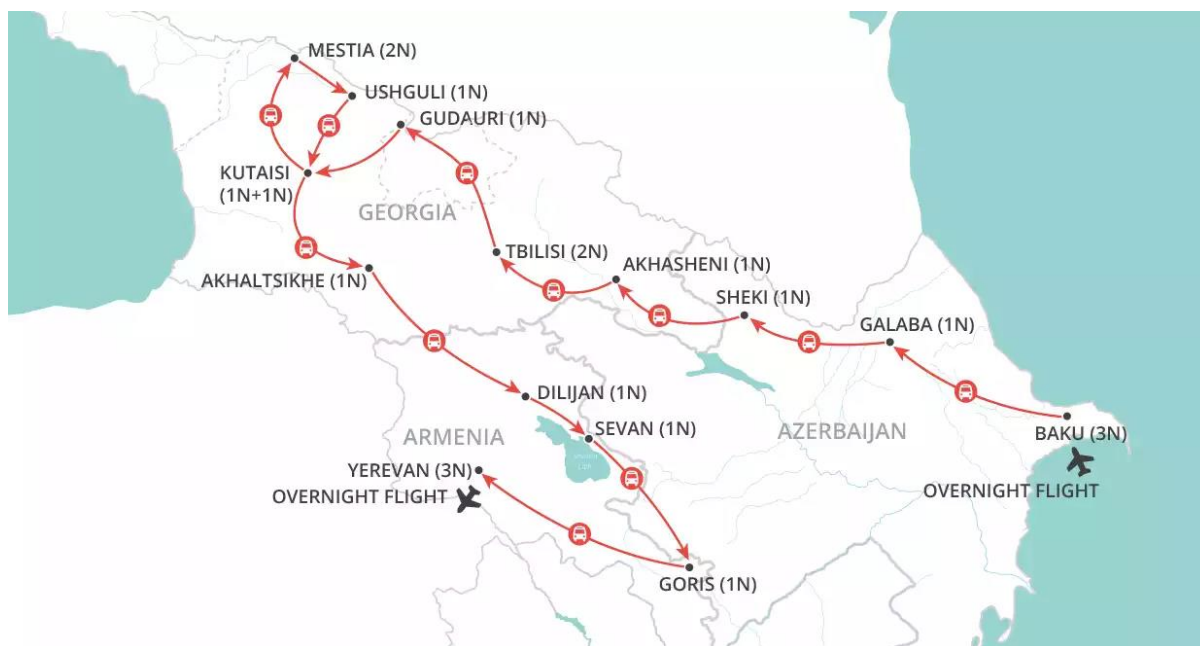 MESTIA (2N)
USHGULI (1N)
GUDAURI (1N)
KUTAISI
(1N+1N)
GEORGIA
TBILISI (2N)
AKHASHENI (1N)
AKHALTSIKHE (1N)
SHEKI (1N)
GALABA (1N)
DILIJAN (1N)
SEVAN (1N)
AZERBAIJAN
ARMENIA
BAKU (3N)
YEREVAN (3N)
OVERNIGHT FLIGHT
OVERNIGHT FLIGHT
GORIS (1N)